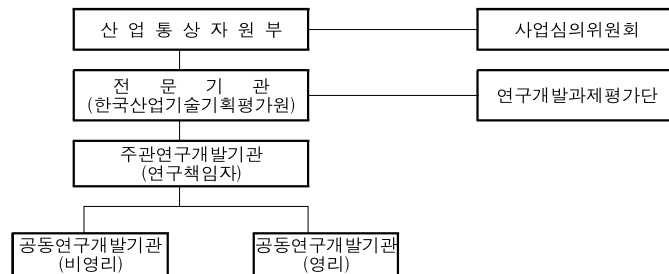 산 업 통 상 자 원 부
사업심의위원회
전 문 기 관
(한국산업기술기획평가원)
연구개발과제평가단
주관연구개발기관
(연구책임자)
공동연구개발기관
(비영리)
공동연구개발기관
(영리)